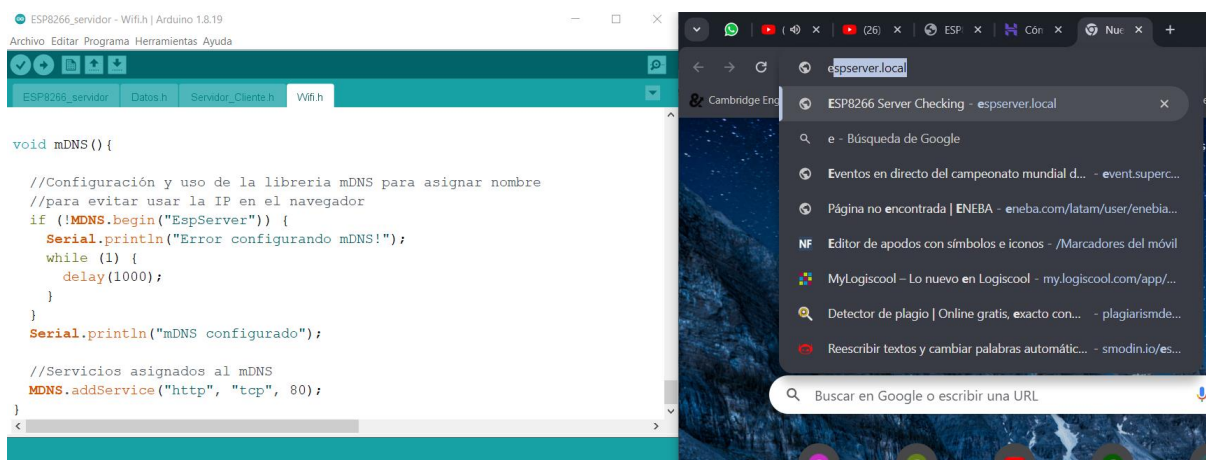 ESP8266_servidor - Wifi.h | Arduino 1.8.19
Archivo Editar Programa Herramientas Ayuda
ESP8266_servidor Datos.h Servidor_Cliente.h Wifi.h
void mDNS(){
//Configuración y uso de la libreria mDNS para asignar nombre
//para evitar usar la IP en el navegador
if (!MDNS.begin("EspServer")) {
Serial.println("Error configurando mDNS!");
while (1) {
delay(1000);
}
}
Serial.println("mDNS configurado");
//Servicios asignados al mDNS
MDNS.addService("http", "tcp", 80);
}
(26) ESP Cón Nue
espserver.local
Cambridge Eng
ESP8266 Server Checking - espserver.local
e - Búsqueda de Google
Eventos en directo del campeonato mundial d... - event.superc...
Página no encontrada | ENEBA - eneba.com/latam/user/enebia...
NF Editor de apodos con símbolos e iconos - /Marcadores del móvil
MyLogiscool – Lo nuevo en Logiscool - my.logiscool.com/app/...
Detector de plagio | Online gratis, exacto con... - plagiarismde...
Reescribir textos y cambiar palabras automátic... - smodin.io/es...
Buscar en Google o escribir una URL